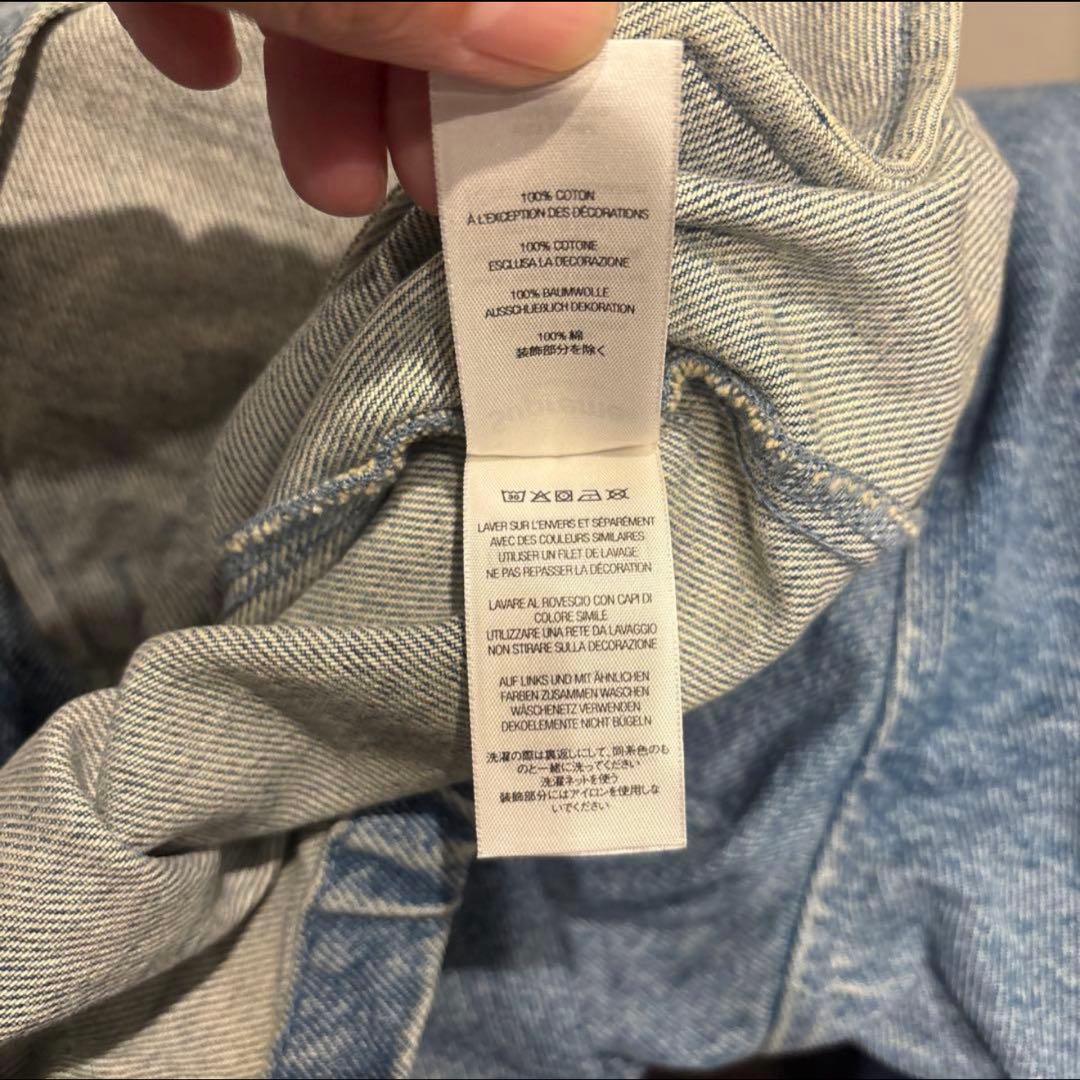 100% COTON
À L'EXCEPTION DES DÉCORATIONS
100% COTONE
ESCLUSA LA DECORAZIONE
100% BAUMWOLLE
AUSSCHLIEßLICH DEKORATION
100% 綿
装飾部分を除く
30
LAVER SUR L'ENVERS ET SÉPARÉMENT
AVEC DES COULEURS SIMILAIRES
UTILISER UN FILET DE LAVAGE
NE PAS REPASSER LA DÉCORATION
LAVARE AL ROVESCIO CON CAPI DI
COLORE SIMILE
UTILIZZARE UNA RETE DA LAVAGGIO
NON STIRARE SULLA DECORAZIONE
AUF LINKS UND MIT ÄHNLICHEN
FARBEN ZUSAMMEN WASCHEN
WÄSCHENETZ VERWENDEN
DEKOELEMENTE NICHT BÜGELN
洗濯の際は裏返しにして、同系色のも
のと一緒に洗ってください
洗濯ネットを使う
装飾部分にはアイロンを使用しな
いでください